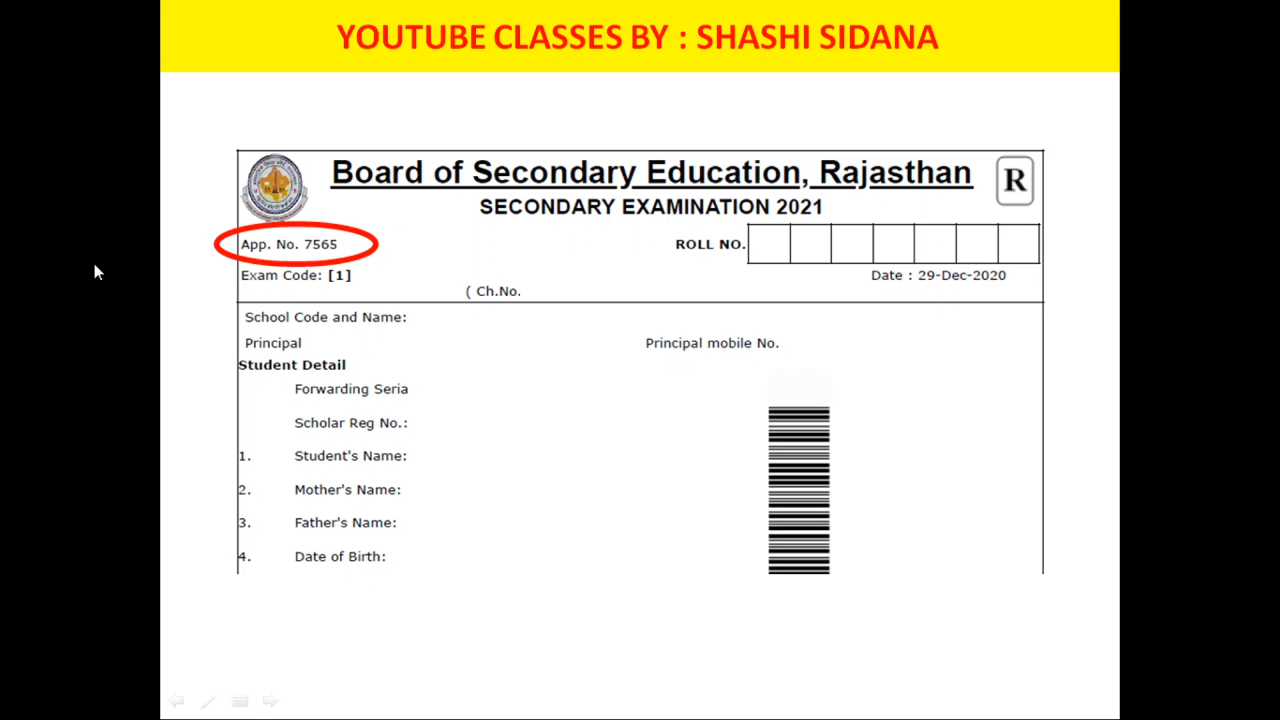 YOUTUBE CLASSES BY : SHASHI SIDANA
Board of Secondary Education, Rajasthan
R
SECONDARY EXAMINATION 2021
App. No. 7565
ROLL NO.
Exam Code: [1]
Date : 29-Dec-2020
( Ch.No.
School Code and Name:
Principal
Principal mobile No.
Student Detail
Forwarding Seria
Scholar Reg No.:
1. Student's Name:
2. Mother's Name:
3. Father's Name:
4. Date of Birth: